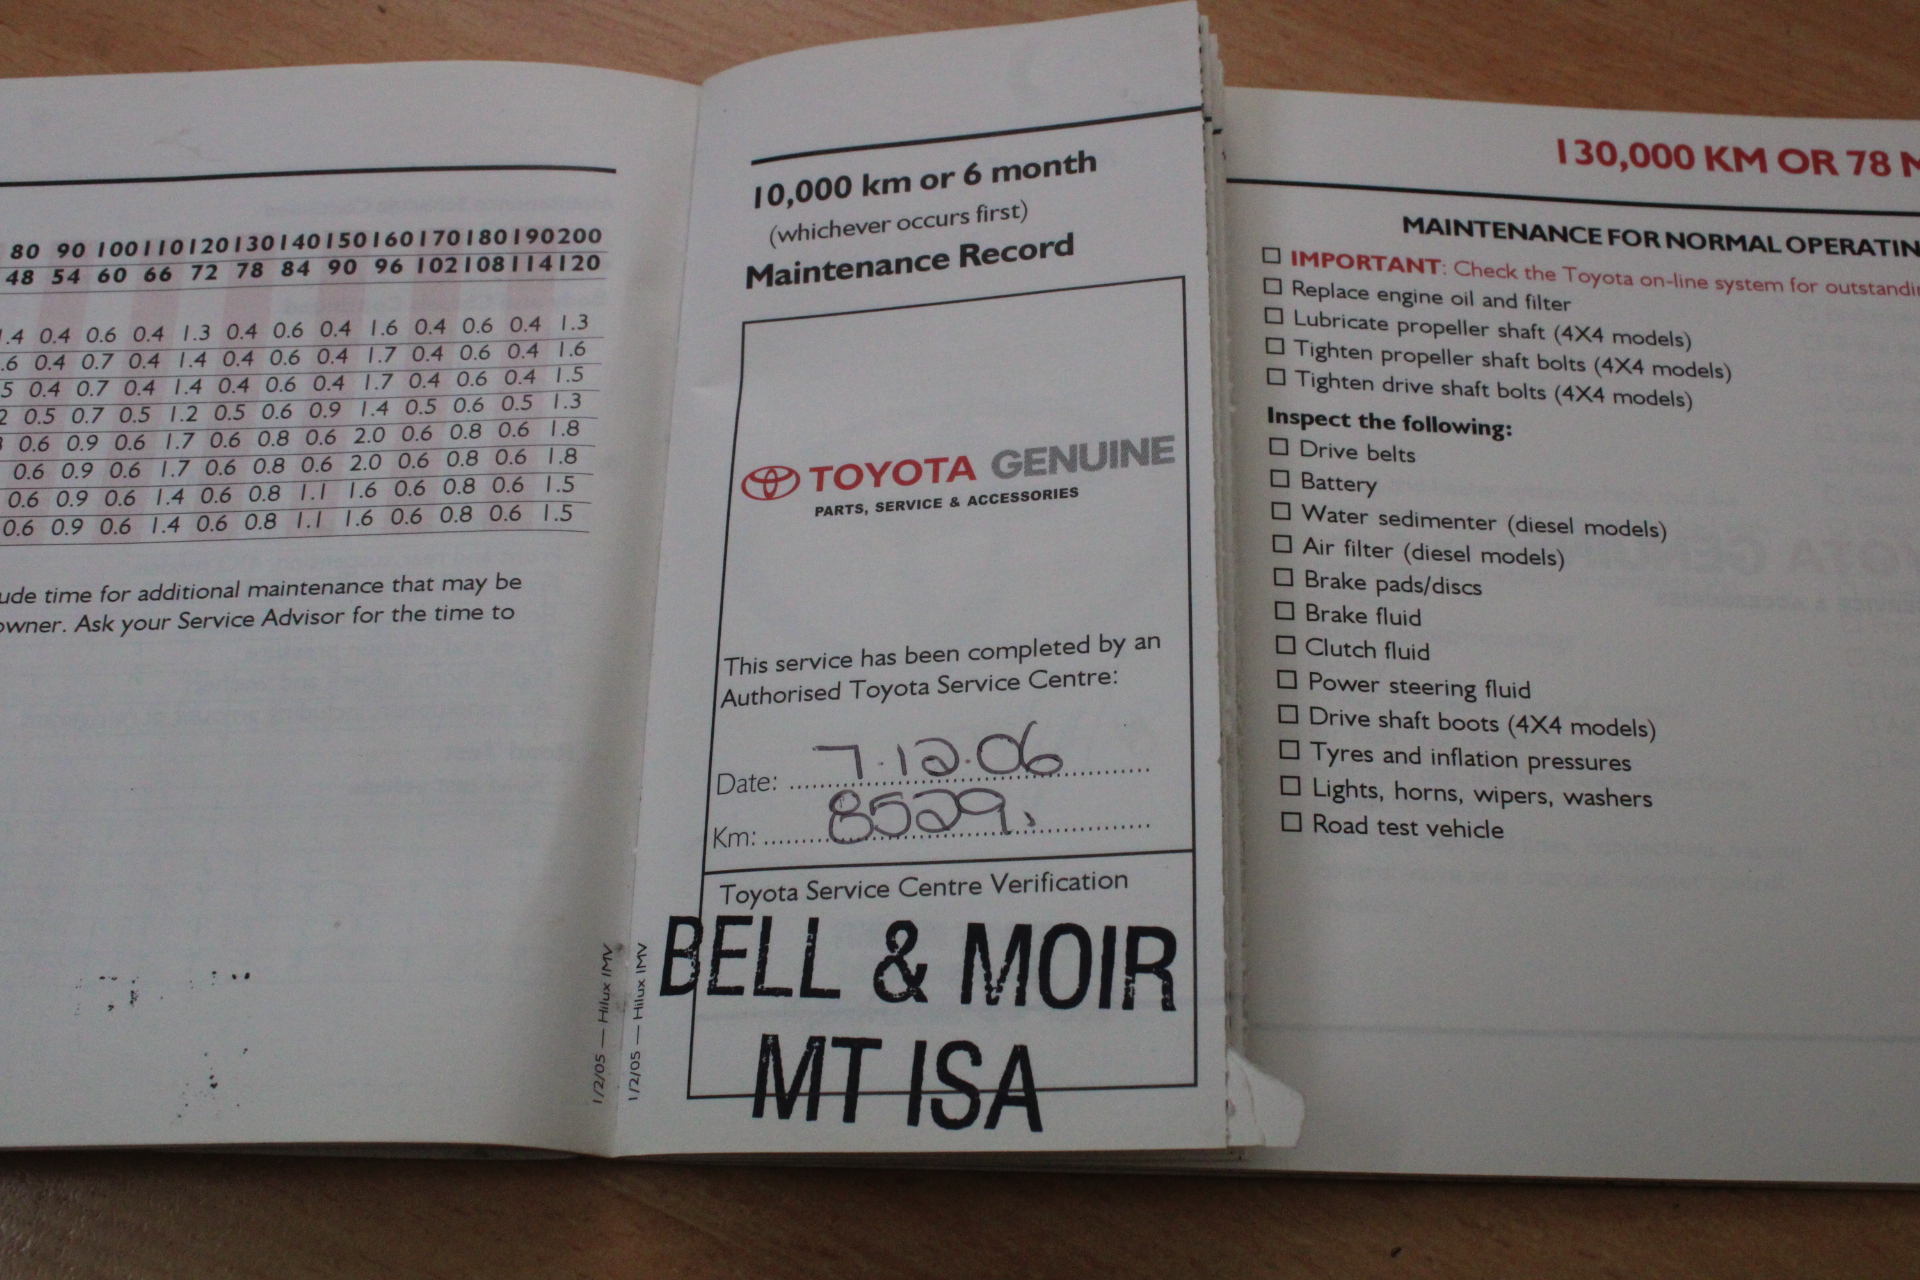 80 90 100 110 120 130 140 150 160 170 180 190 200
48 54 60 66 72 78 84 90 96 102 108 114 120
1.4 0.4 0.6 0.4 1.3 0.4 0.6 0.4 1.6 0.4 0.6 0.4 1.3
.6 0.4 0.7 0.4 1.4 0.4 0.6 0.4 1.7 0.4 0.6 0.4 1.6
5 0.4 0.7 0.4 1.4 0.4 0.6 0.4 1.7 0.4 0.6 0.4 1.5
2 0.5 0.7 0.5 1.2 0.5 0.6 0.9 1.4 0.5 0.6 0.5 1.3
0.6 0.9 0.6 1.7 0.6 0.8 0.6 2.0 0.6 0.8 0.6 1.8
0.6 0.9 0.6 1.7 0.6 0.8 0.6 2.0 0.6 0.8 0.6 1.8
0.6 0.9 0.6 1.4 0.6 0.8 1.1 1.6 0.6 0.8 0.6 1.5
0.6 0.9 0.6 1.4 0.6 0.8 1.1 1.6 0.6 0.8 0.6 1.5
ude time for additional maintenance that may be
owner. Ask your Service Advisor for the time to
1/2/05 — Hilux IMV
1/2/05 — Hilux IMV
10,000 km or 6 month
(whichever occurs first)
Maintenance Record
TOYOTA GENUINE
PARTS, SERVICE & ACCESSORIES
This service has been completed by an
Authorised Toyota Service Centre:
Date: 7.12.06
Km: 8529
Toyota Service Centre Verification
BELL & MOIR
MT ISA
130,000 KM OR 78 M
MAINTENANCE FOR NORMAL OPERATIN
IMPORTANT: Check the Toyota on-line system for outstandi
Replace engine oil and filter
Lubricate propeller shaft (4X4 models)
Tighten propeller shaft bolts (4X4 models)
Tighten drive shaft bolts (4X4 models)
Inspect the following:
Drive belts
Battery
Water sedimenter (diesel models)
Air filter (diesel models)
Brake pads/discs
Brake fluid
Clutch fluid
Power steering fluid
Drive shaft boots (4X4 models)
Tyres and inflation pressures
Lights, horns, wipers, washers
Road test vehicle